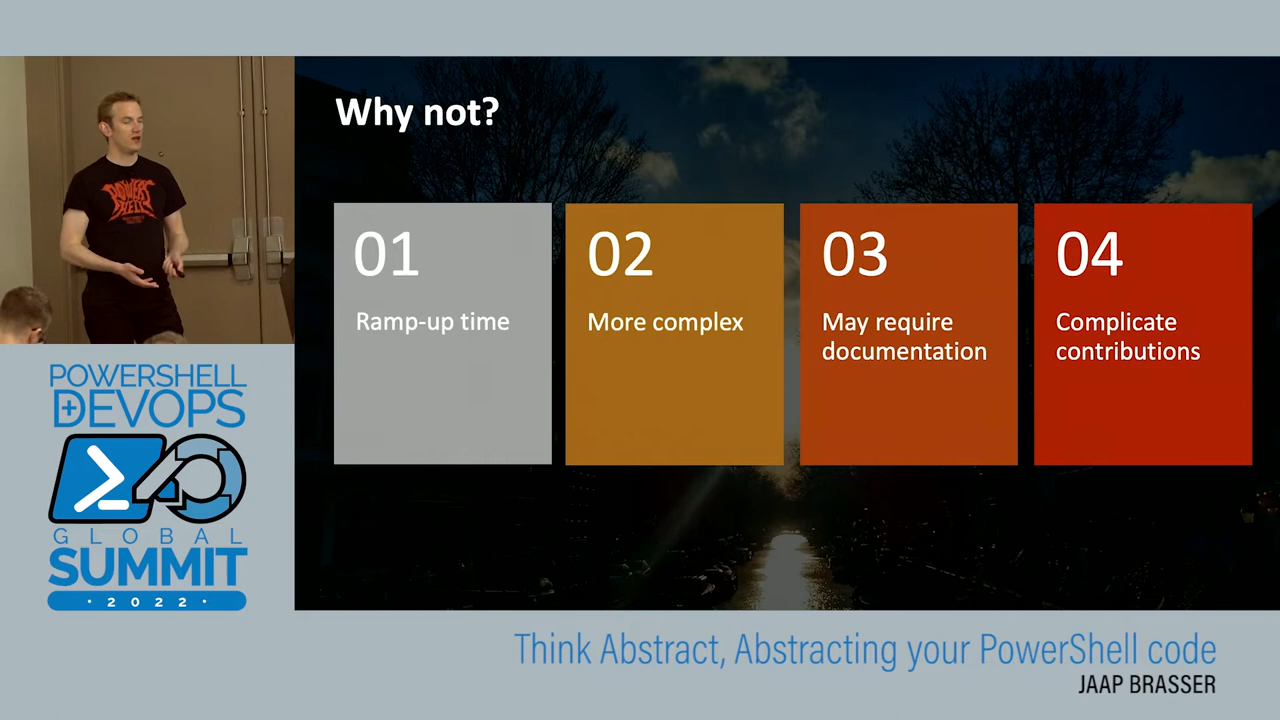 Why not?
01
Ramp-up time
02
More complex
03
May require
documentation
04
Complicate
contributions
POWERSHELL
DEVOPS
GLOBAL
SUMMIT
· 2022 ·
Think Abstract, Abstracting your PowerShell code
JAAP BRASSER